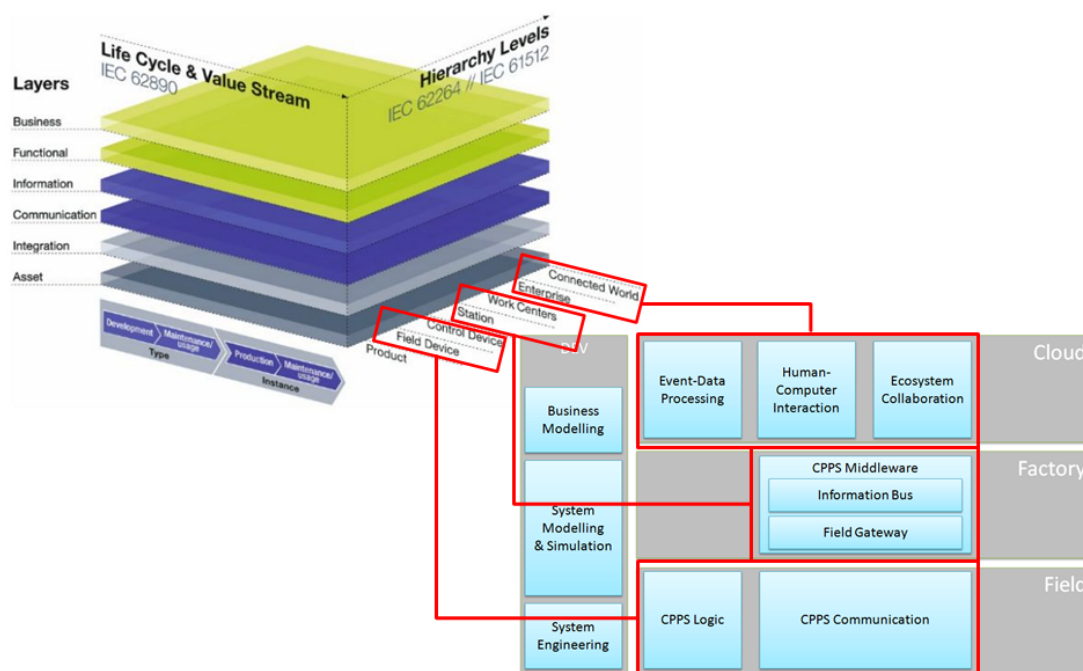 Life Cycle & Value Stream
IEC 62890
Hierarchy Levels
IEC 62264 // IEC 61512
Layers
Business
Functional
Information
Communication
Integration
Asset
Development
Maintenance/
usage
Type
Production
Maintenance/
usage
Instance
Connected World
Enterprise
Work Centers
Station
Control Device
Field Device
Product
DEV
Business
Modelling
System
Modelling
& Simulation
System
Engineering
Event-Data
Processing
Human-
Computer
Interaction
Ecosystem
Collaboration
Cloud
CPPS Middleware
Information Bus
Field Gateway
Factory
CPPS Logic
CPPS Communication
Field